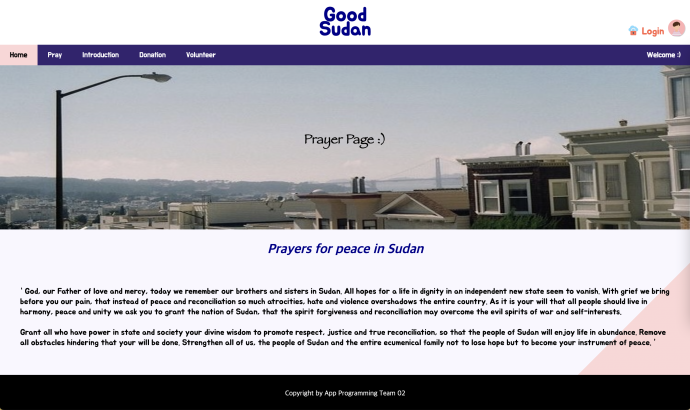 Good
Sudan
Login
Home Pray Introduction Donation Volunteer Welcome :)
Prayer Page :)
Prayers for peace in Sudan
' God, our Father of love and mercy, today we remember our brothers and sisters in Sudan. All hopes for a life in dignity in an independent new state seem to vanish. With grief we bring
before you our pain, that instead of peace and reconciliation so much atrocities, hate and violence overshadows the entire country. As it is your will that all people should live in
harmony, peace and unity we ask you to grant the nation of Sudan, that the spirit forgiveness and reconciliation may overcome the evil spirits of war and self-interests.
Grant all who have power in state and society your divine wisdom to promote respect, justice and true reconciliation, so that the people of Sudan will enjoy life in abundance. Remove
all obstacles hindering that your will be done. Strengthen all of us, the people of Sudan and the entire ecumenical family not to lose hope but to become your instrument of peace. '
Copyright by App Programming Team 02